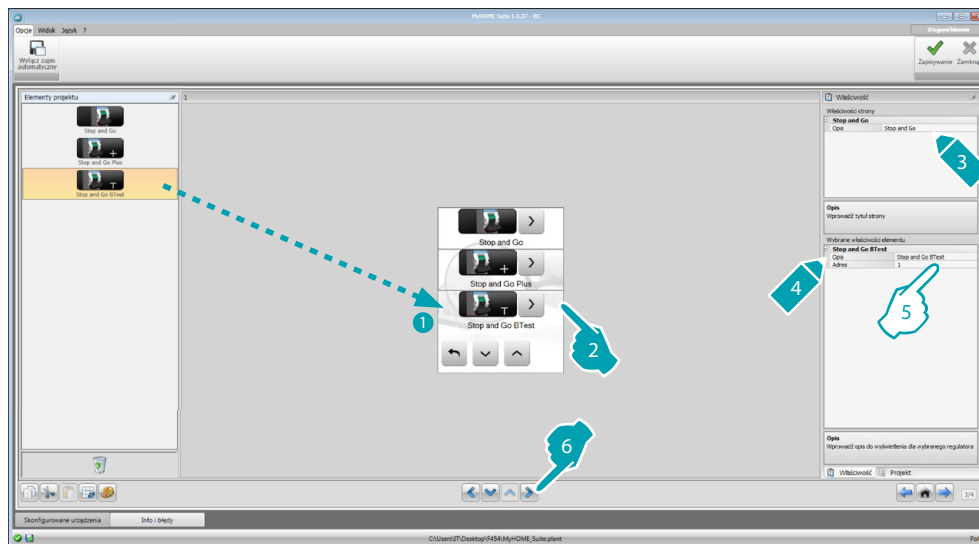 MyHOME Suite 1.0.37 - RC
Opcje Widok Język ?
Wyłącz zapis
automatyczny
Zapisywanie Zamknij
Elementy projektu
1
Właściwość
Stop and Go
Stop and Go Plus
Stop and Go BTest
Właściwości strony
Stop and Go
Opis Stop and Go
3
Opis
Wprowadź tytuł strony
Stop and Go
Stop and Go Plus
Stop and Go BTest
1
2
Wybrane właściwości elementu
Stop and Go BTest
Opis Stop and Go BTest
Adres 1
4
5
6
Opis
Wprowadź opis do wyświetlenia dla wybranego regulatora
Właściwość Projekt
3/4
Skonfigurowane urządzenia Info i błędy
C:\Users\IT\Desktop\F454\MyHOME_Suite.plant